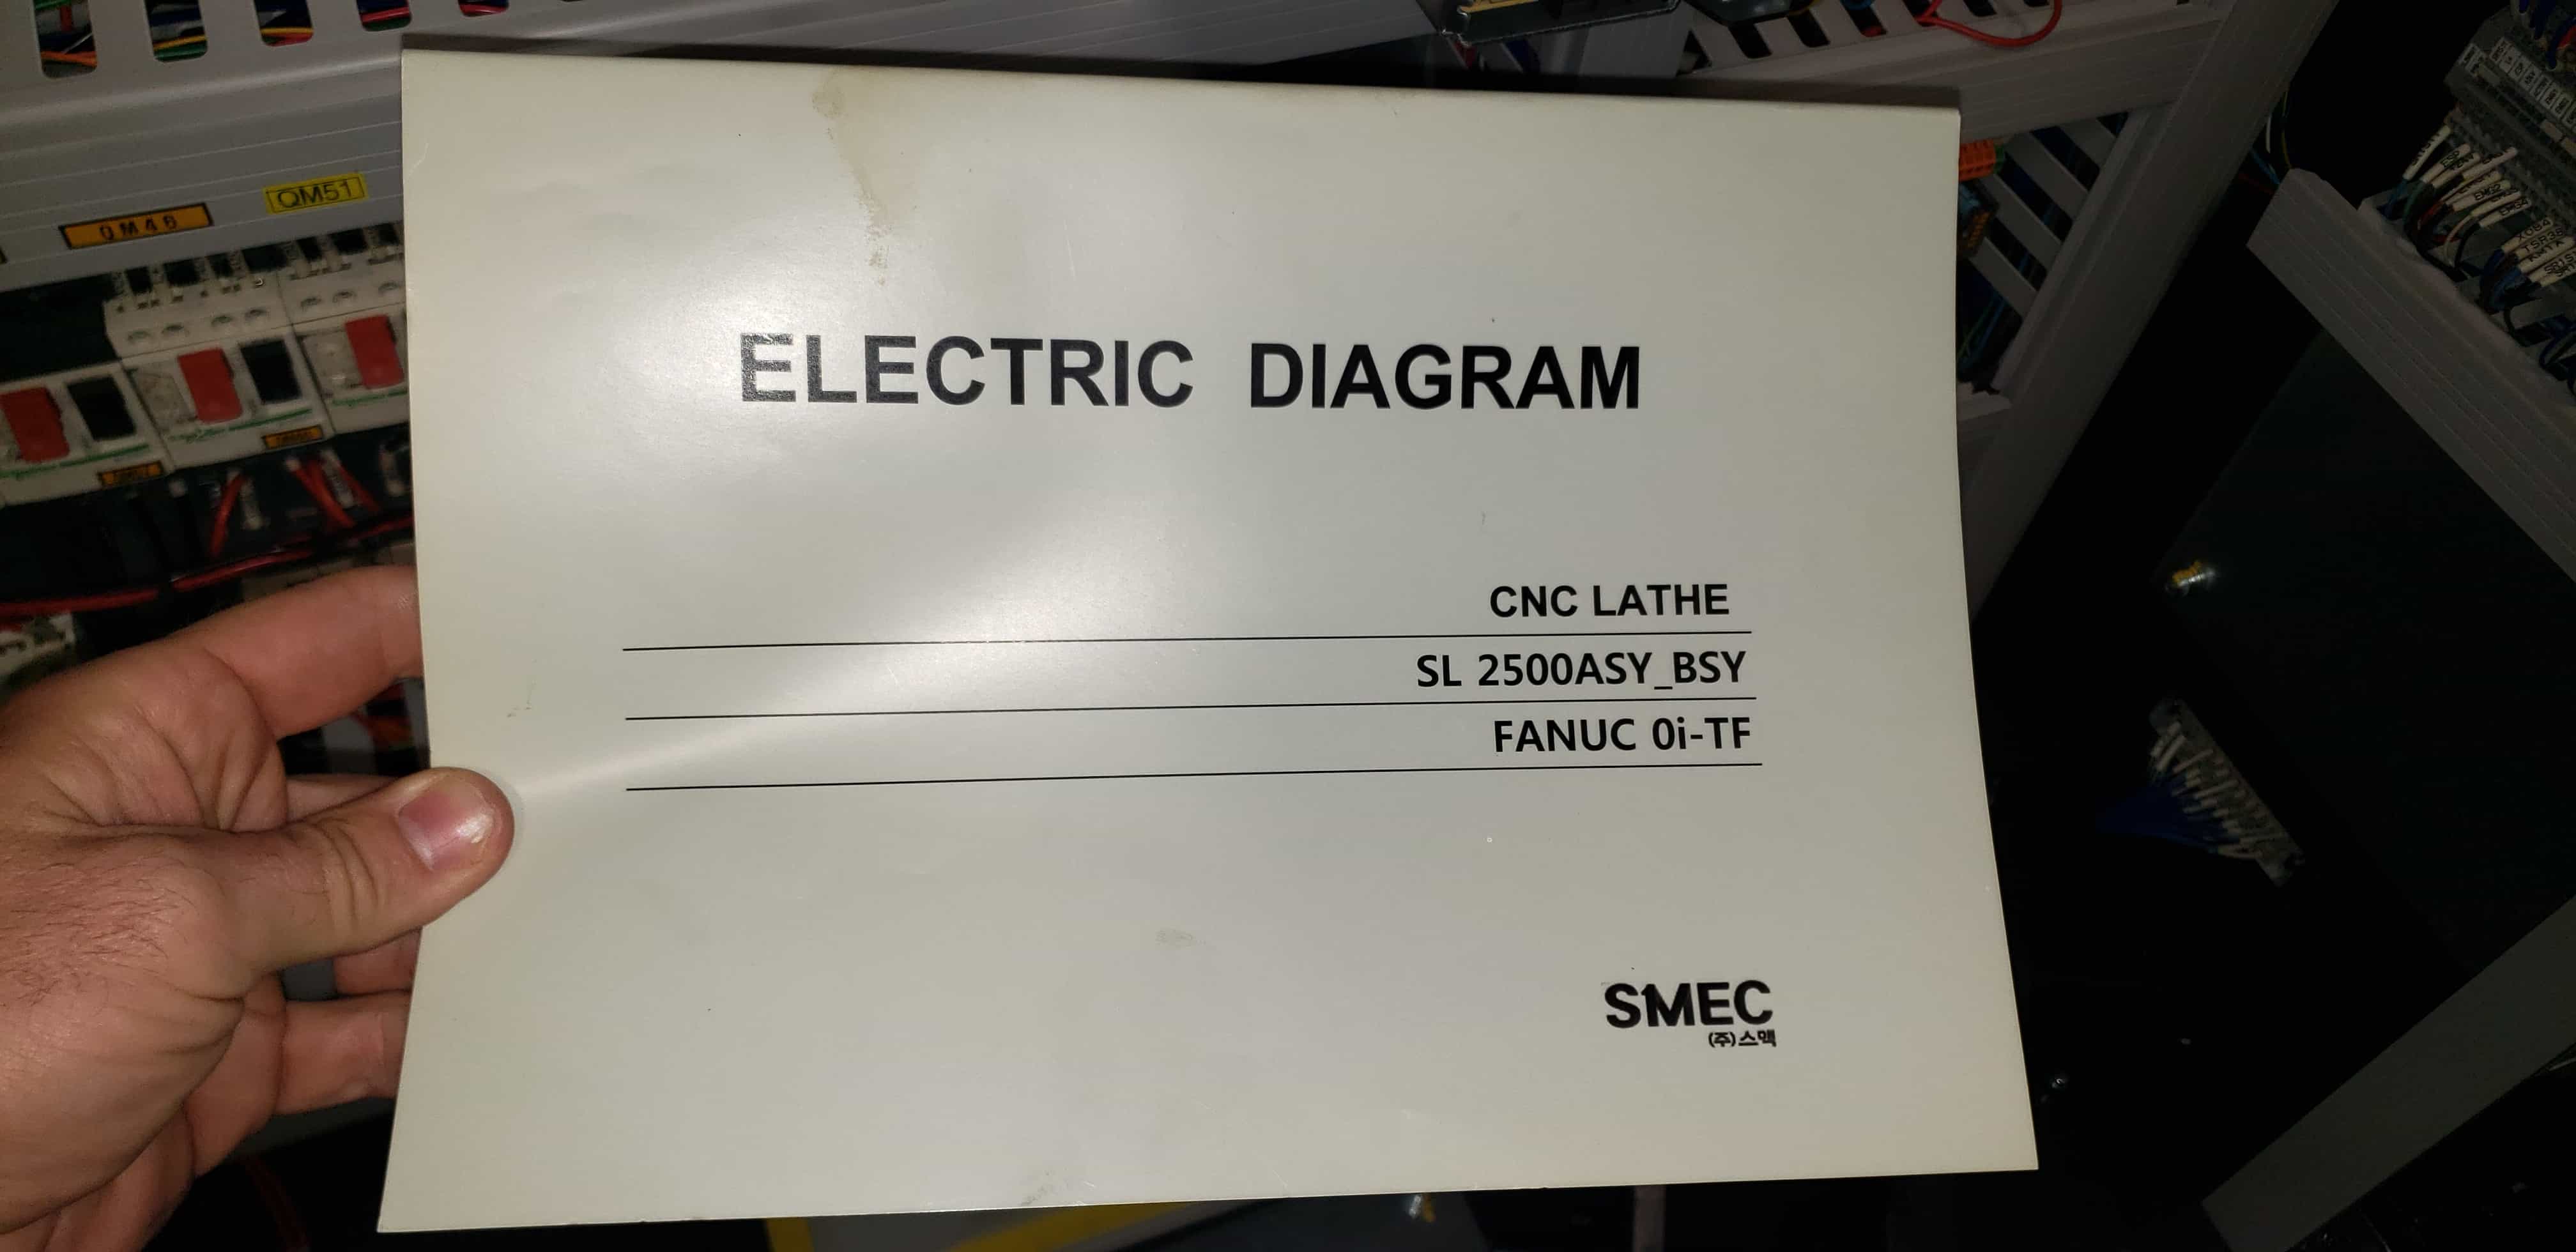 QM46
QM51
ELECTRIC DIAGRAM
CNC LATHE
SL 2500ASY_BSY
FANUC 0i-TF
SMEC
(주)스맥